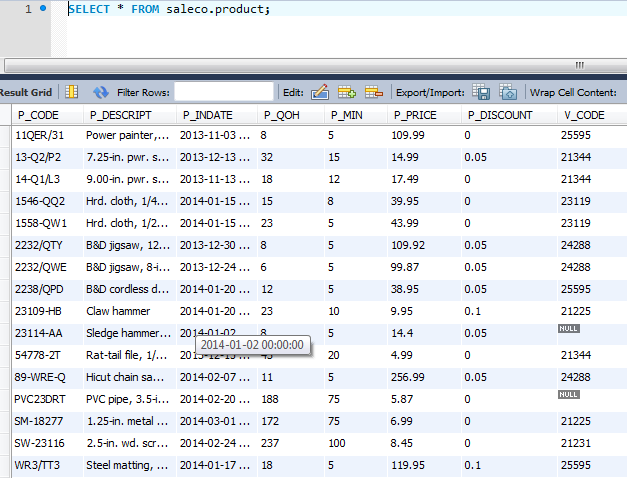 1 SELECT * FROM saleco.product;
Result Grid Filter Rows: Edit: Export/Import: Wrap Cell Content:
P_CODE P_DESCRIPT P_INDATE P_QOH P_MIN P_PRICE P_DISCOUNT V_CODE
11QER/31 Power painter,... 2013-11-03 ... 8 5 109.99 0 25595
13-Q2/P2 7.25-in. pwr. s... 2013-12-13 ... 32 15 14.99 0.05 21344
14-Q1/L3 9.00-in. pwr. s... 2013-11-13 ... 18 12 17.49 0 21344
1546-QQ2 Hrd. cloth, 1/4... 2014-01-15 ... 15 8 39.95 0 23119
1558-QW1 Hrd. cloth, 1/2... 2014-01-15 ... 23 5 43.99 0 23119
2232/QTY B&D jigsaw, 12... 2013-12-30 ... 8 5 109.92 0.05 24288
2232/QWE B&D jigsaw, 8-i... 2013-12-24 ... 6 5 99.87 0.05 24288
2238/QPD B&D cordless d... 2014-01-20 ... 12 5 38.95 0.05 25595
23109-HB Claw hammer 2014-01-20 ... 23 10 9.95 0.1 21225
23114-AA Sledge hammer... 2014-01-02 8 5 14.4 0.05 NULL
2014-01-02 00:00:00
54778-2T Rat-tail file, 1/... 2013-12-15 ... 43 20 4.99 0 21344
89-WRE-Q Hicut chain sa... 2014-02-07 ... 11 5 256.99 0.05 24288
PVC23DRT PVC pipe, 3.5-i... 2014-02-20 ... 188 75 5.87 0 NULL
SM-18277 1.25-in. metal ... 2014-03-01 ... 172 75 6.99 0 21225
SW-23116 2.5-in. wd. scr... 2014-02-24 ... 237 100 8.45 0 21231
WR3/TT3 Steel matting, ... 2014-01-17 ... 18 5 119.95 0.1 25595